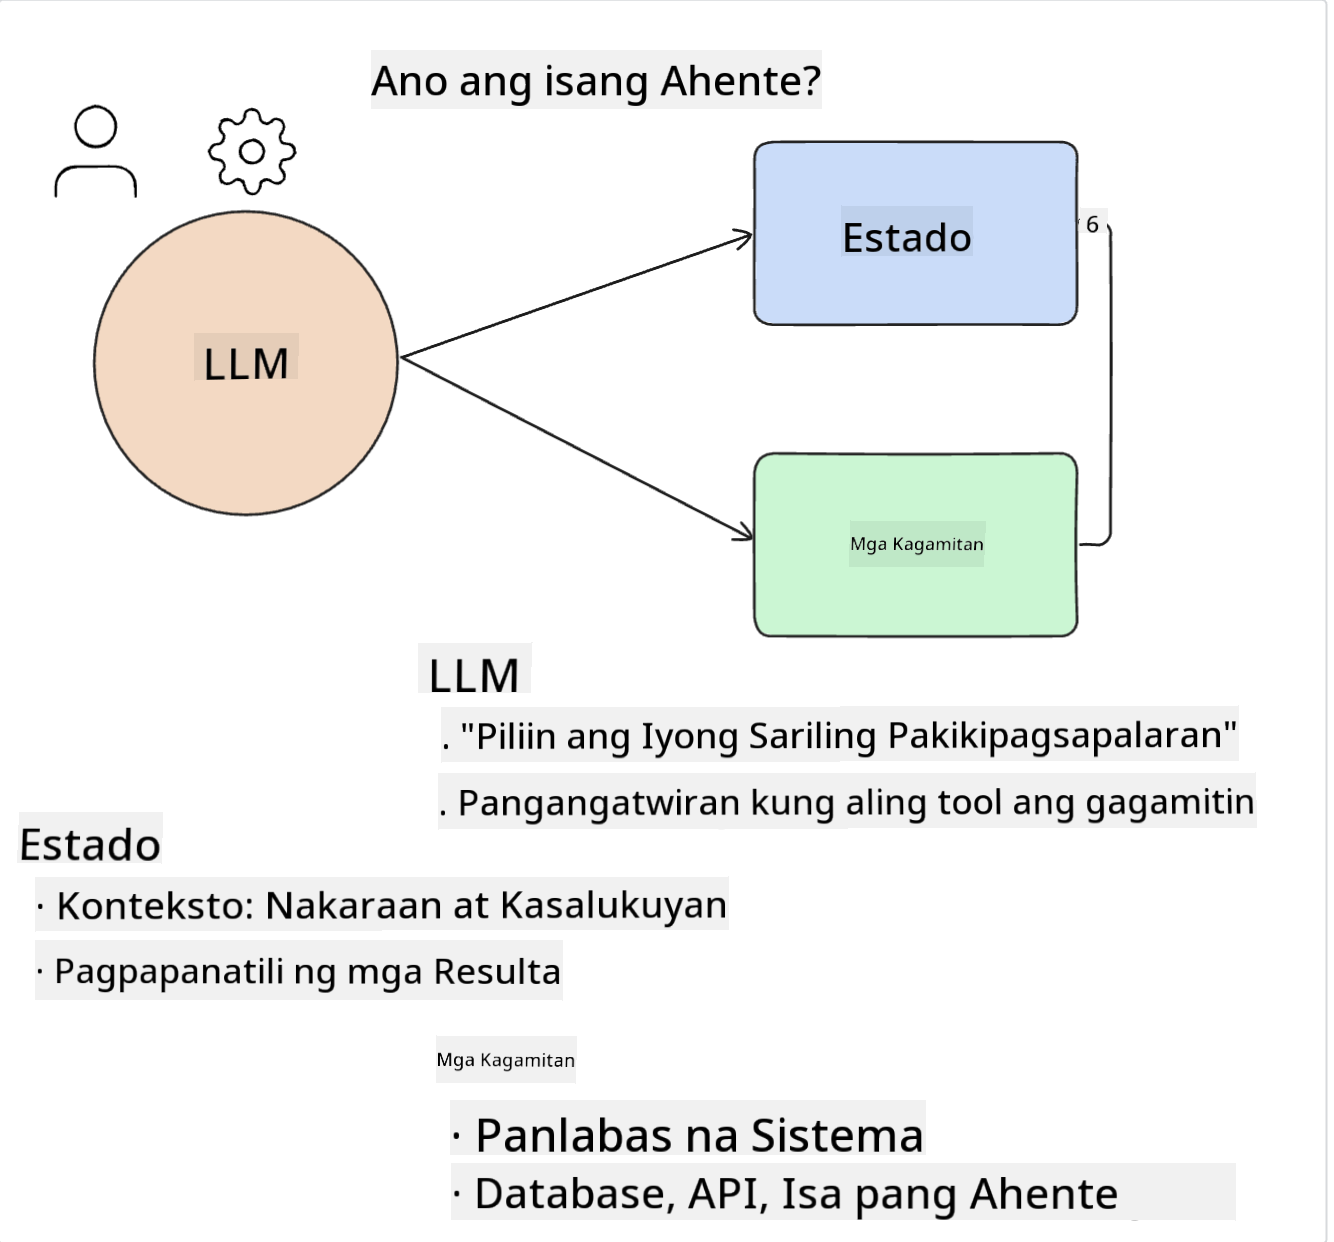 Ano ang isang Ahente?
Estado
6
LLM
Mga Kagamitan
LLM
. "Piliin ang Iyong Sariling Pakikipagsapalaran"
. Pangangatwiran kung aling tool ang gagamitin
Estado
· Konteksto: Nakaraan at Kasalukuyan
· Pagpapanatili ng mga Resulta
Mga Kagamitan
· Panlabas na Sistema
· Database, API, Isa pang Ahente